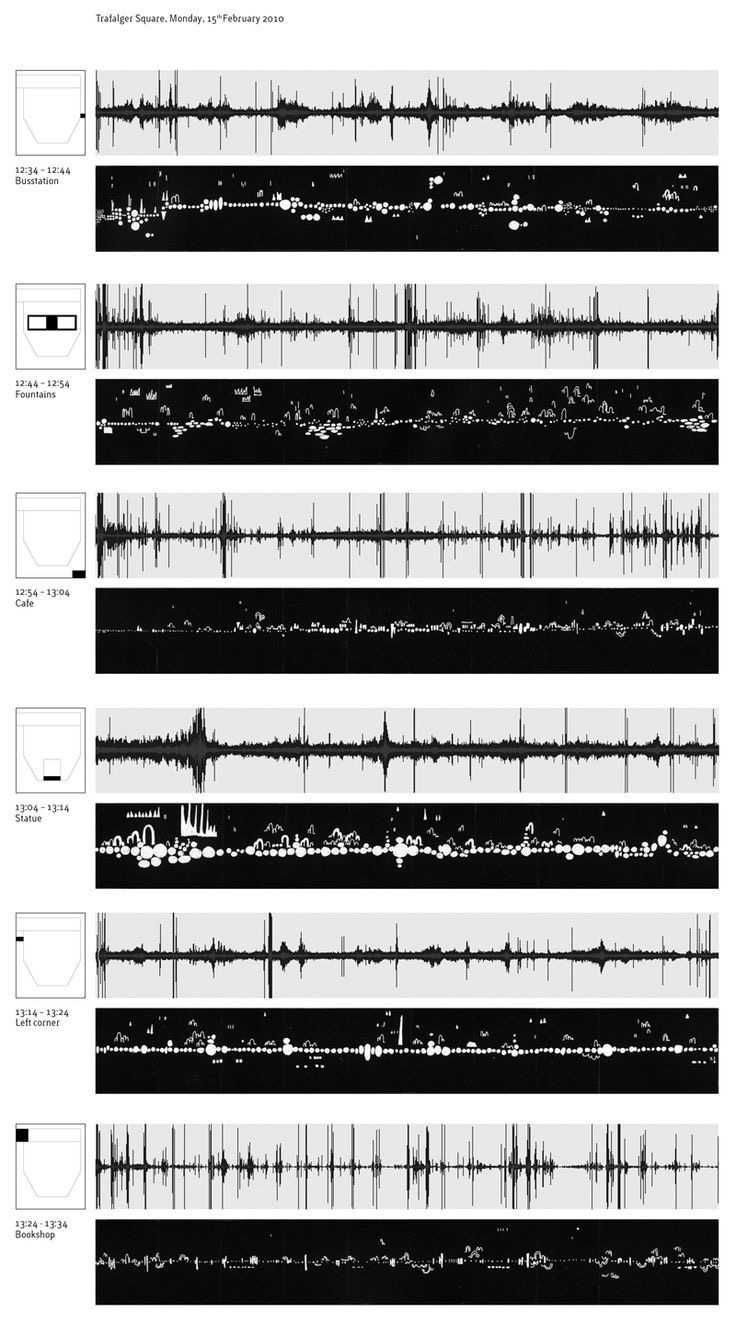 Trafalger Square, Monday, 15th February 2010
12:34 – 12:44
Busstation
12:44 – 12:54
Fountains
12:54 – 13:04
Cafe
13:04 – 13:14
Statue
13:14 – 13:24
Left corner
13:24 - 13:34
Bookshop